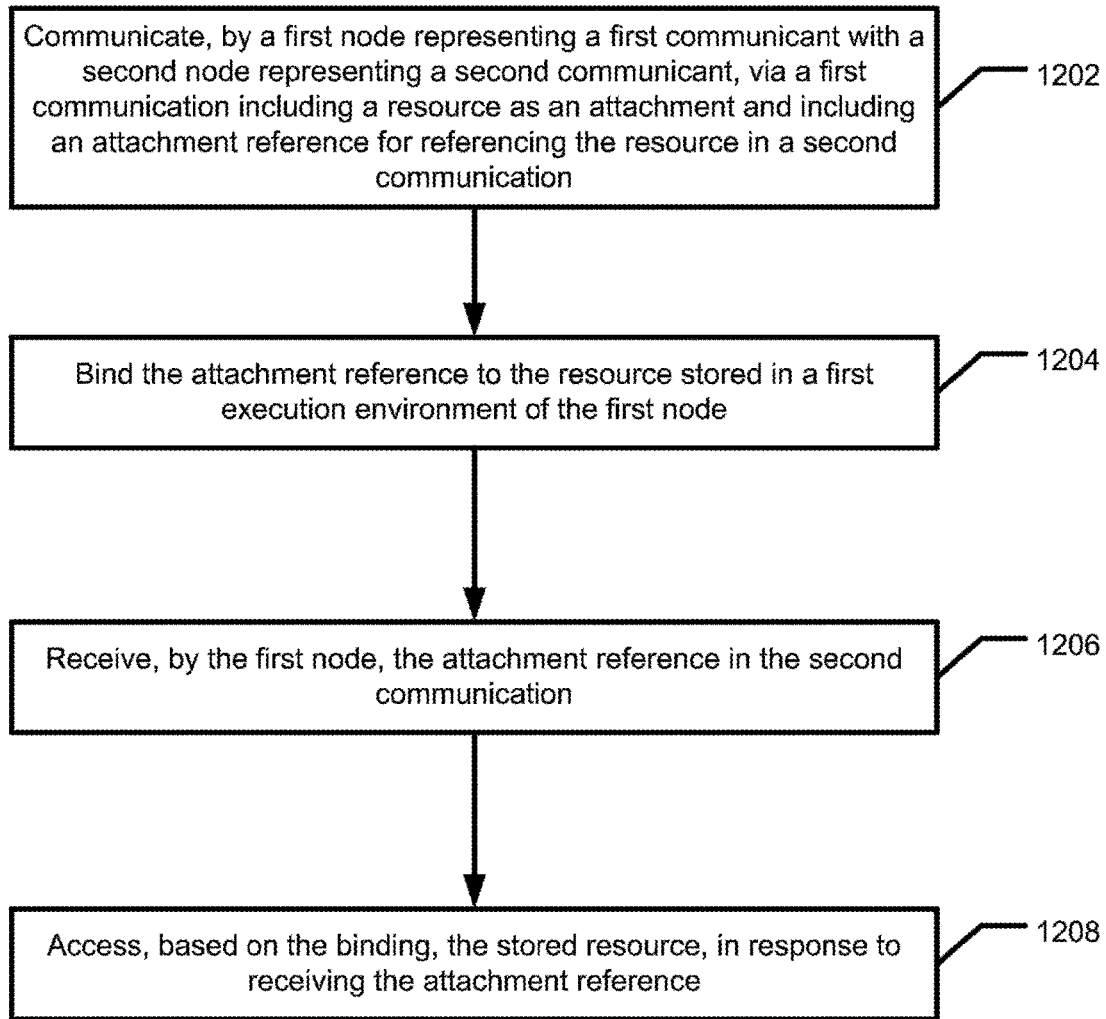 Communicate, by a first node representing a first communicant with a
second node representing a second communicant, via a first
communication including a resource as an attachment and including
an attachment reference for referencing the resource in a second
communication
1202
Bind the attachment reference to the resource stored in a first
execution environment of the first node
1204
Receive, by the first node, the attachment reference in the second
communication
1206
Access, based on the binding, the stored resource, in response to
receiving the attachment reference
1208